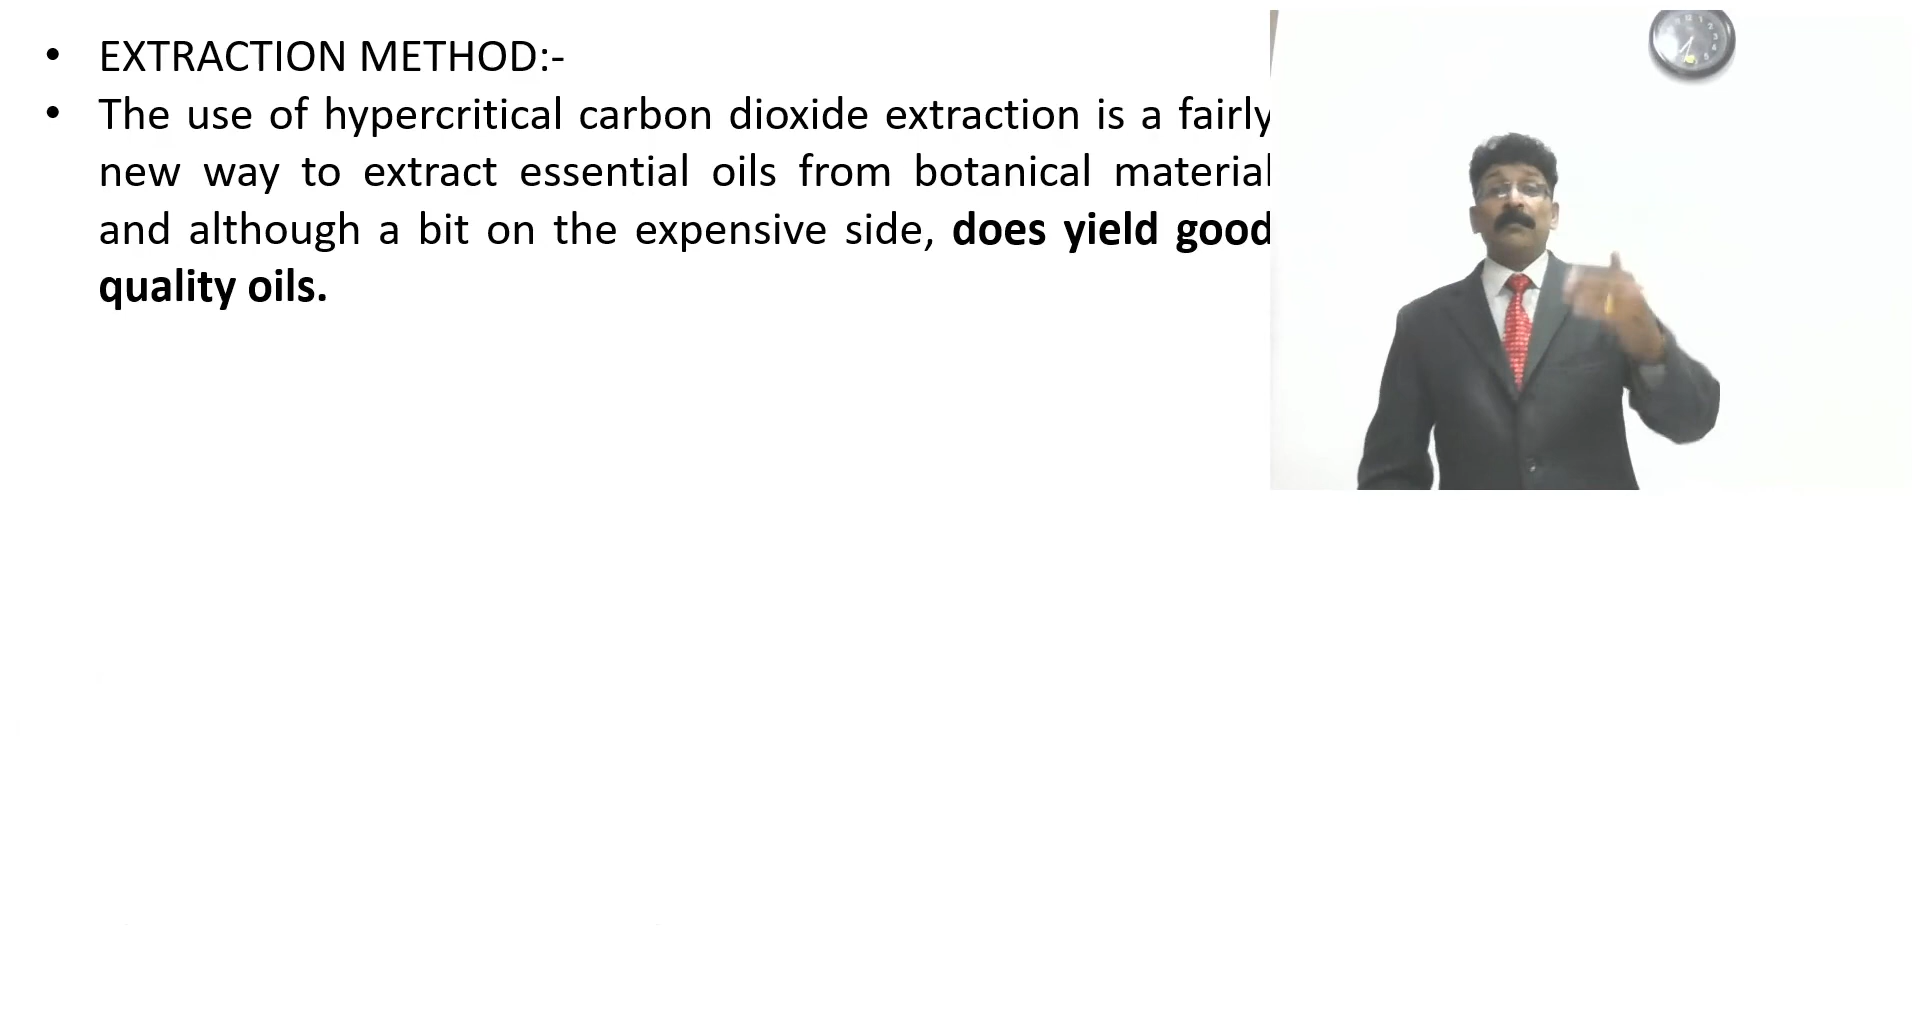 • EXTRACTION METHOD:-
• The use of hypercritical carbon dioxide extraction is a fairly
new way to extract essential oils from botanical material
and although a bit on the expensive side, does yield good
quality oils.